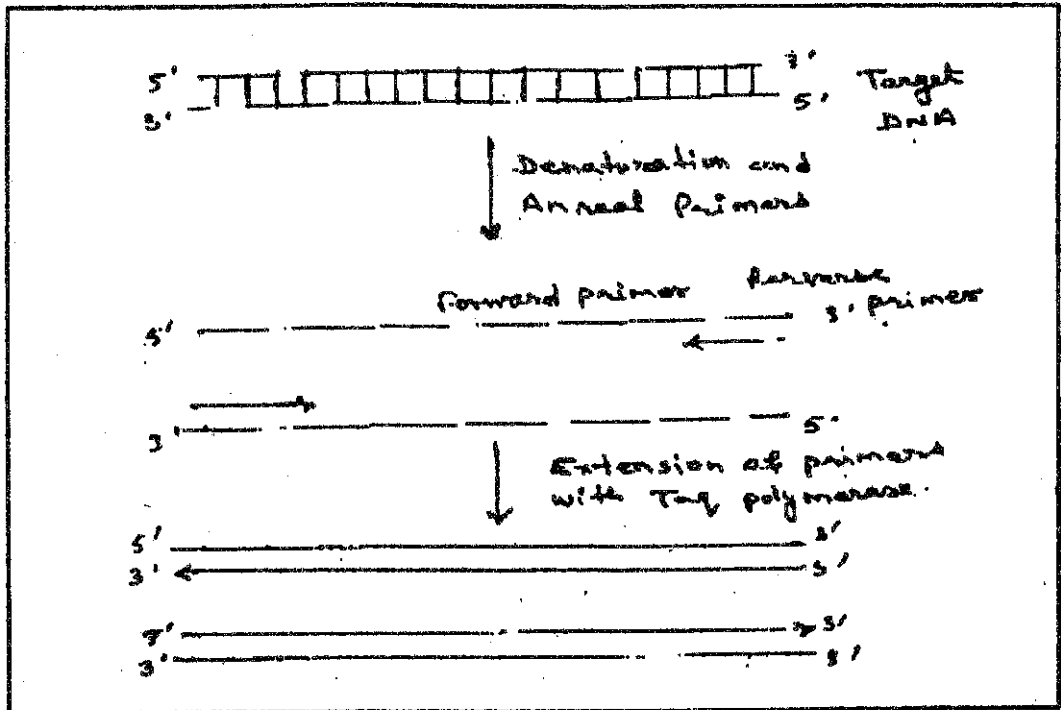 5' 3' Target
3' 5' DNA
Denaturation and
Anneal Primers
Forward primer Reverse
5' 3' primer
3' 5'
Extension of primers
with Taq polymerase.
5' 3'
3' 5'
5' 3'
3' 5'